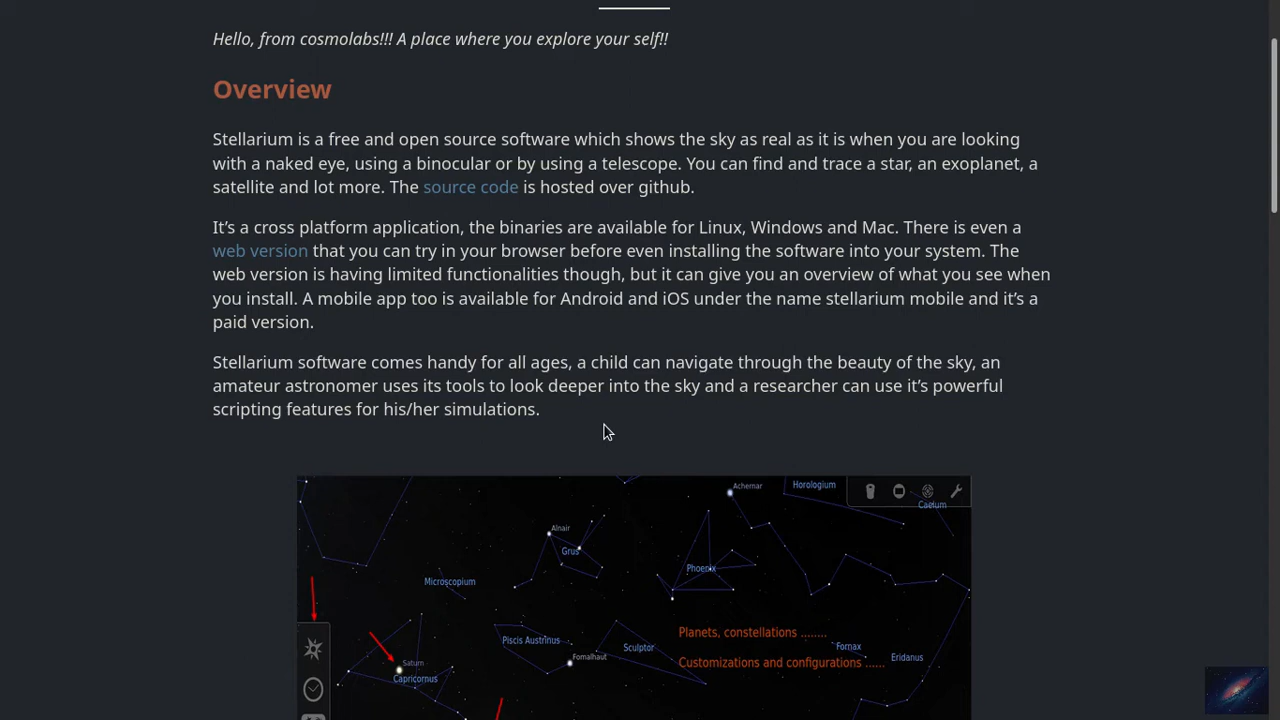 Hello, from cosmolabs!!! A place where you explore your self!!
Overview
Stellarium is a free and open source software which shows the sky as real as it is when you are looking
with a naked eye, using a binocular or by using a telescope. You can find and trace a star, an exoplanet, a
satellite and lot more. The source code is hosted over github.
It’s a cross platform application, the binaries are available for Linux, Windows and Mac. There is even a
web version that you can try in your browser before even installing the software into your system. The
web version is having limited functionalities though, but it can give you an overview of what you see when
you install. A mobile app too is available for Android and iOS under the name stellarium mobile and it’s a
paid version.
Stellarium software comes handy for all ages, a child can navigate through the beauty of the sky, an
amateur astronomer uses its tools to look deeper into the sky and a researcher can use it’s powerful
scripting features for his/her simulations.
Achernar
Horologium
Caelum
Alnair
Grus
Phoenix
Microscopium
Planets, constellations ........
Piscis Austrinus
Sculptor
Fornax
Fomalhaut
Eridanus
Customizations and configurations ......
Saturn
Capricornus